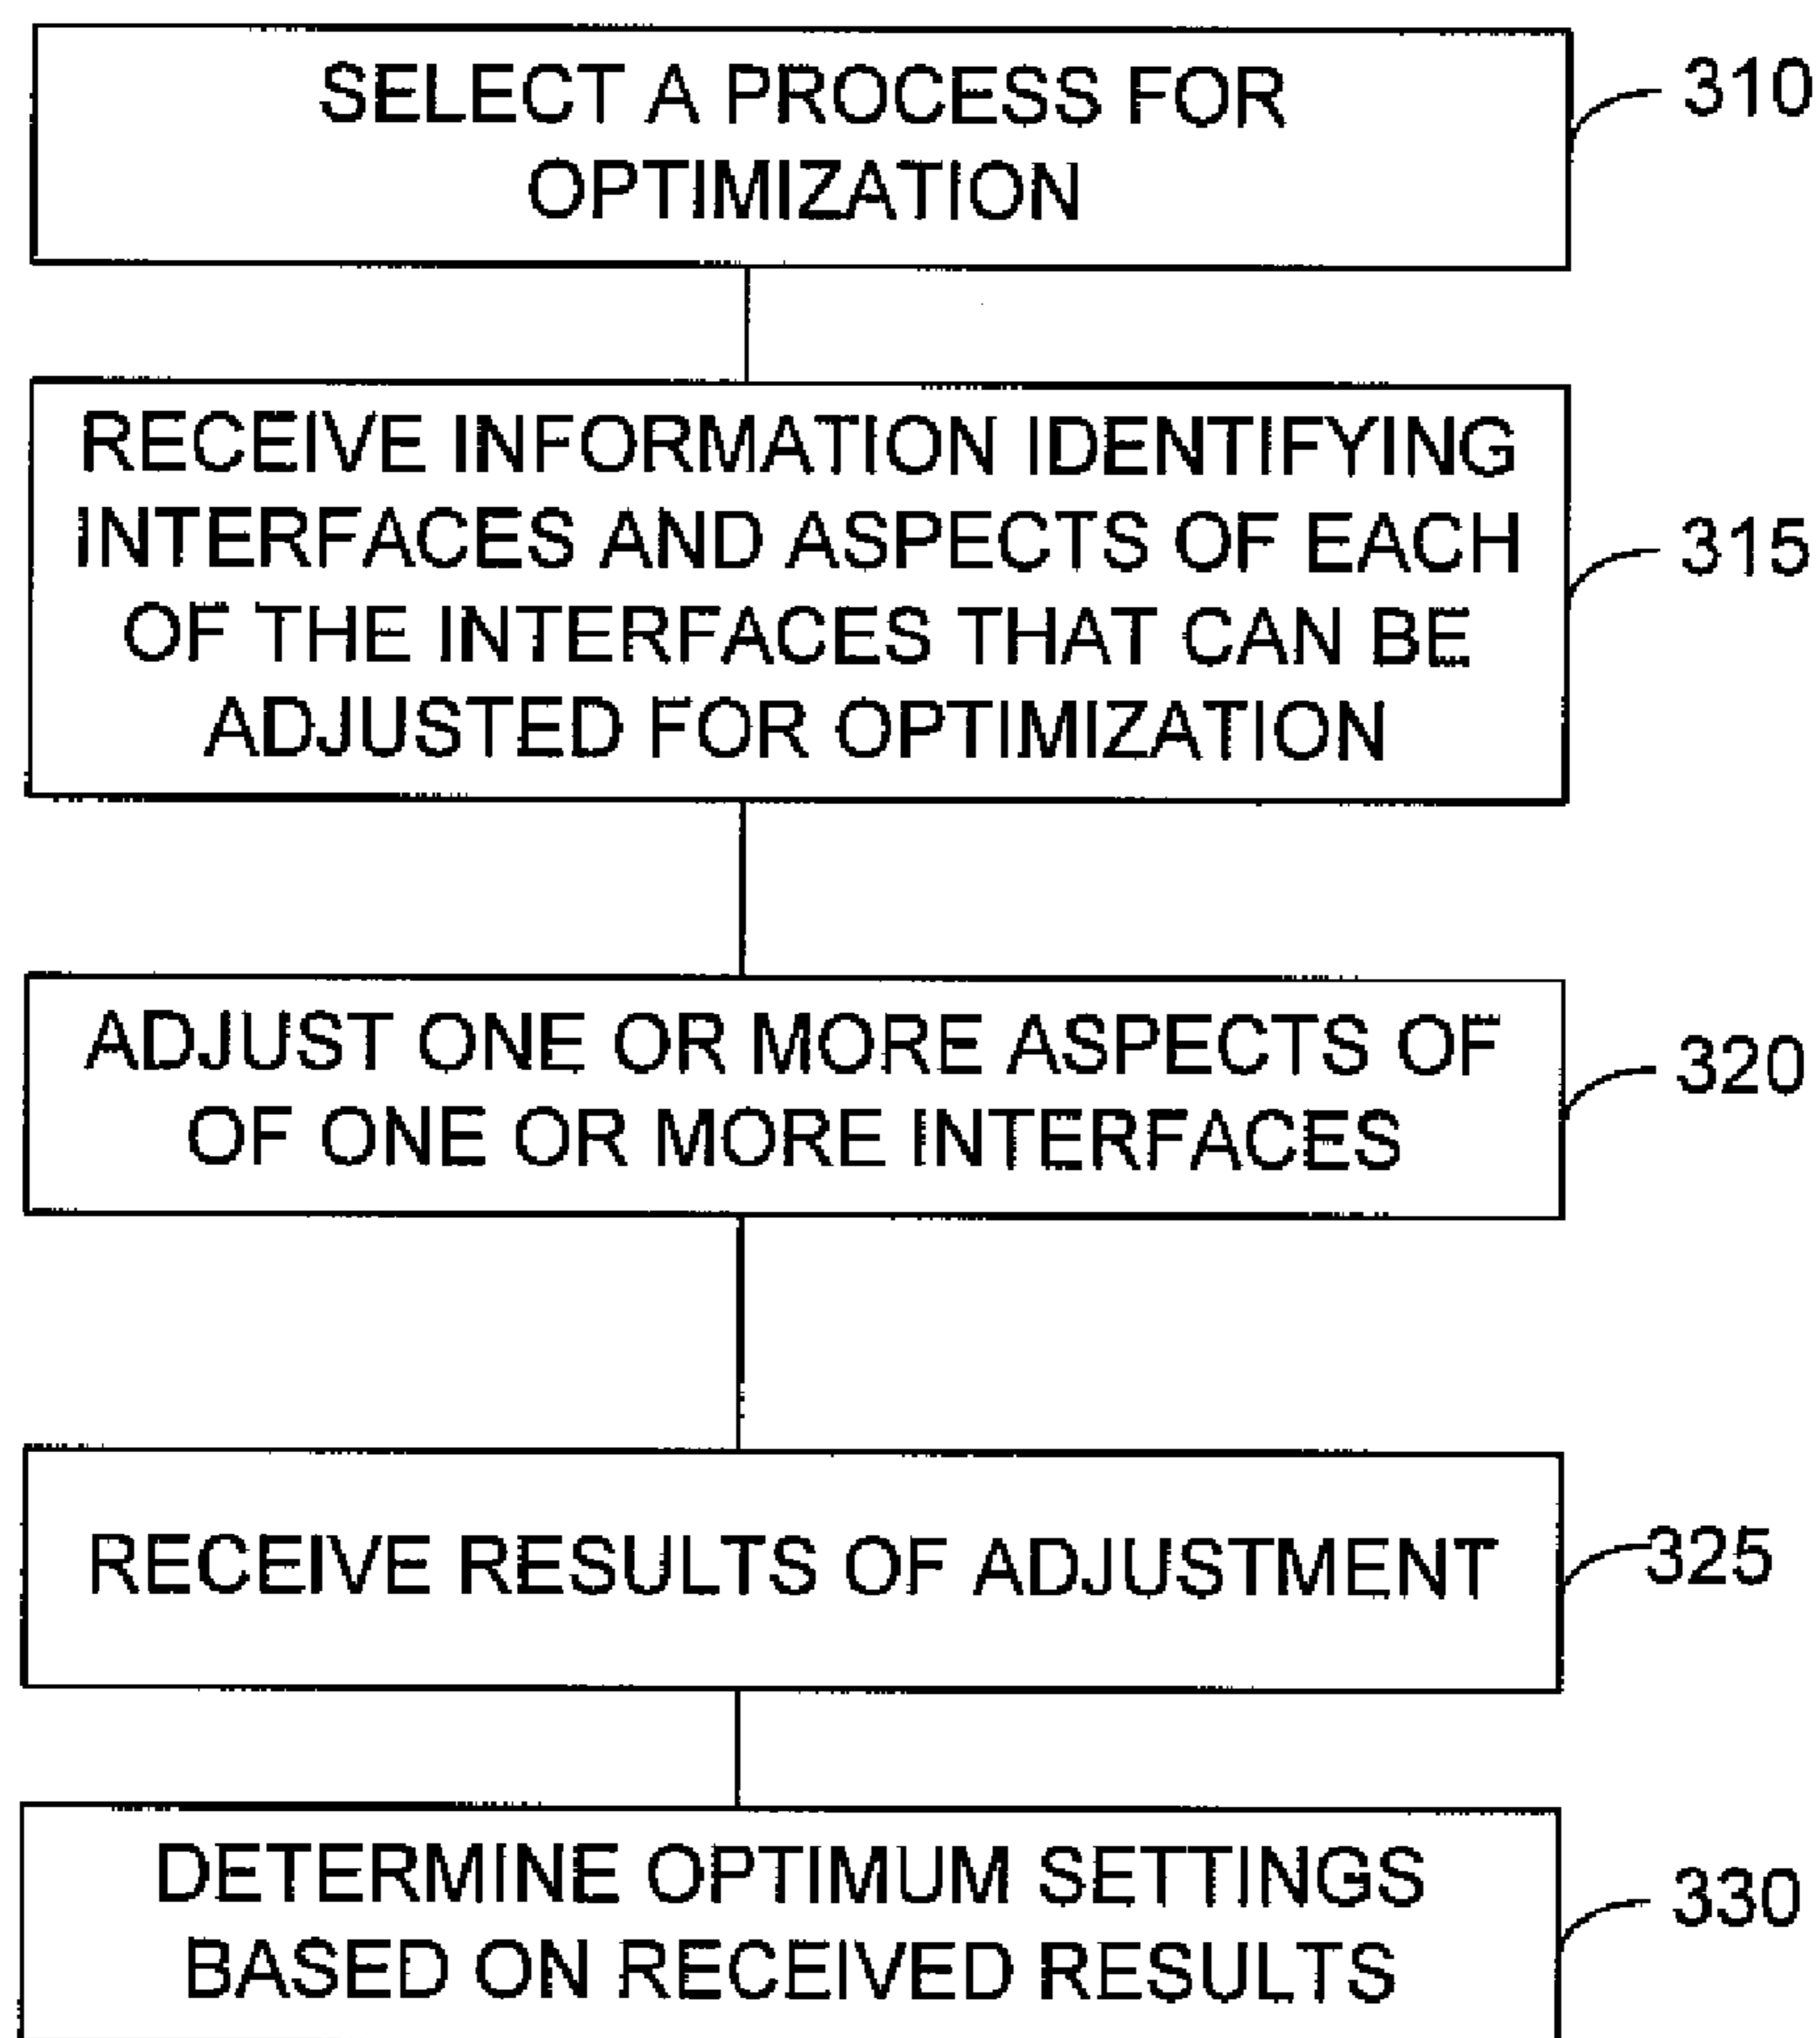 SELECT A PROCESS FOR
OPTIMIZATION
310
RECEIVE INFORMATION IDENTIFYING
INTERFACES AND ASPECTS OF EACH
OF THE INTERFACES THAT CAN BE
ADJUSTED FOR OPTIMIZATION
315
ADJUST ONE OR MORE ASPECTS OF
OF ONE OR MORE INTERFACES
320
RECEIVE RESULTS OF ADJUSTMENT
325
DETERMINE OPTIMUM SETTINGS
BASED ON RECEIVED RESULTS
330